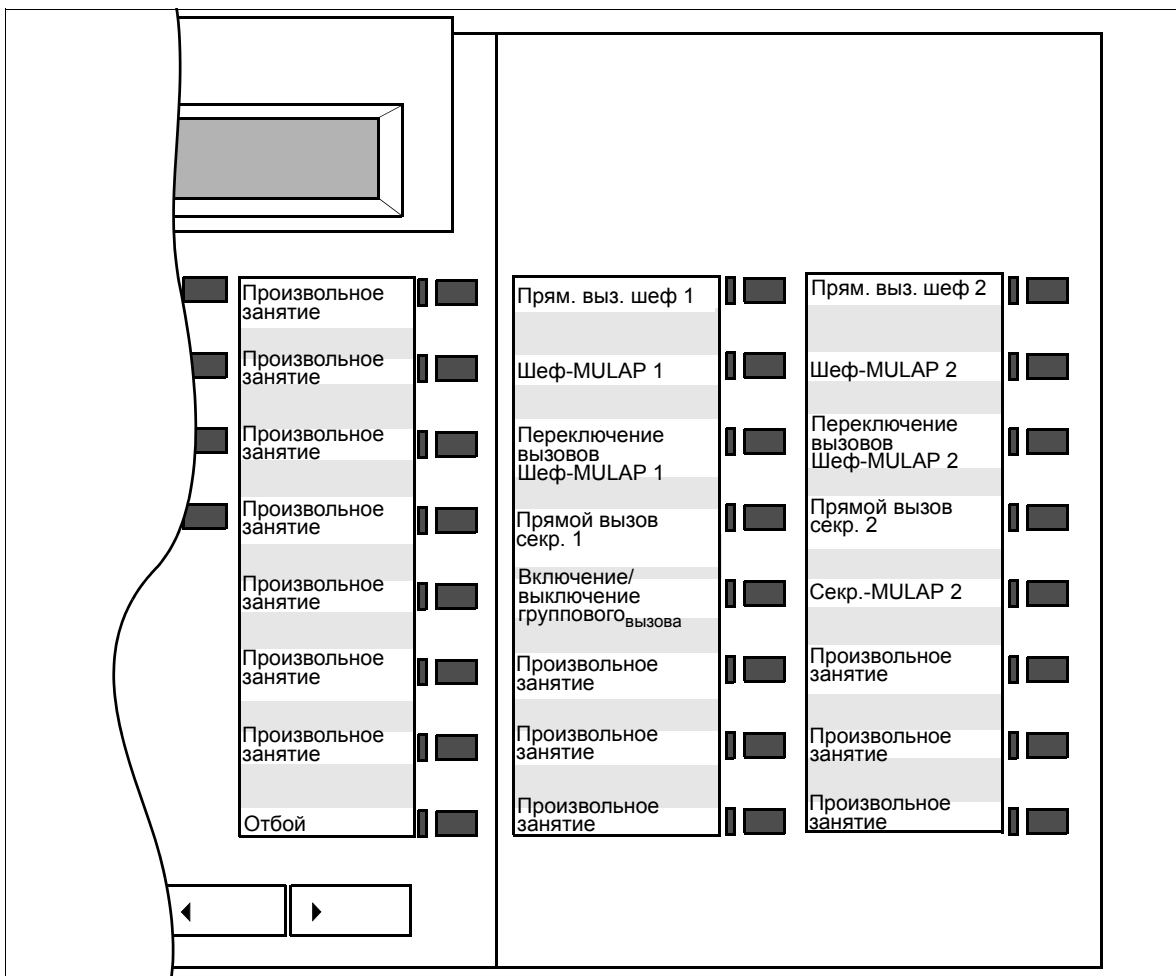 Произвольное
занятие
Произвольное
занятие
Произвольное
занятие
Произвольное
занятие
Произвольное
занятие
Произвольное
занятие
Произвольное
занятие
Отбой
Прям. выз. шеф 1
Шеф-MULAP 1
Переключение
вызовов
Шеф-MULAP 1
Прямой вызов
секр. 1
Включение/
выключение
группового вызова
Произвольное
занятие
Произвольное
занятие
Произвольное
занятие
Прям. выз. шеф 2
Шеф-MULAP 2
Переключение
вызовов
Шеф-MULAP 2
Прямой вызов
секр. 2
Секр.-MULAP 2
Произвольное
занятие
Произвольное
занятие
Произвольное
занятие